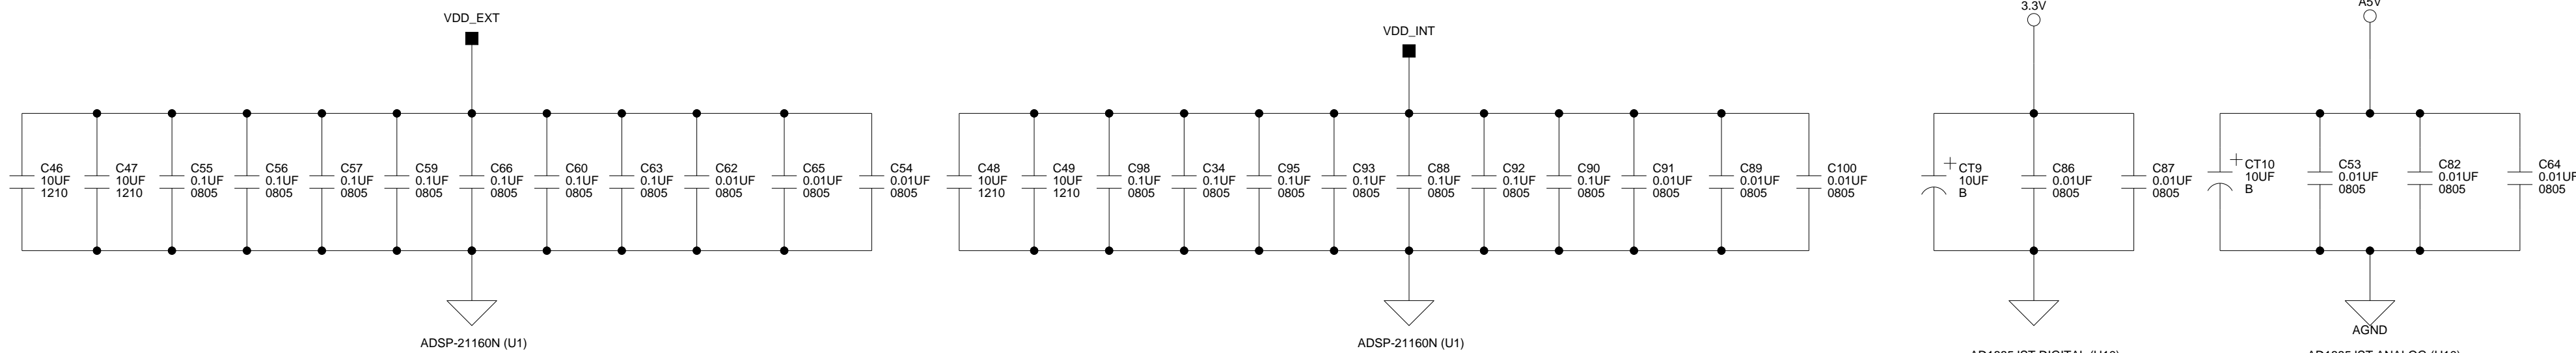 VDD_EXT
C46
10UF
1210
C47
10UF
1210
C55
0.1UF
0805
C56
0.1UF
0805
C57
0.1UF
0805
C59
0.1UF
0805
C66
0.1UF
0805
C60
0.1UF
0805
C63
0.1UF
0805
C62
0.01UF
0805
C65
0.01UF
0805
C54
0.01UF
0805
ADSP-21160N (U1)
VDD_INT
C48
10UF
1210
C49
10UF
1210
C98
0.1UF
0805
C34
0.1UF
0805
C95
0.1UF
0805
C93
0.1UF
0805
C88
0.1UF
0805
C92
0.1UF
0805
C90
0.1UF
0805
C91
0.01UF
0805
C89
0.01UF
0805
C100
0.01UF
0805
ADSP-21160N (U1)
3.3V
CT9
10UF
B
C86
0.01UF
0805
C87
0.01UF
0805
A5V
CT10
10UF
B
C53
0.01UF
0805
C82
0.01UF
0805
C64
0.01UF
0805
AGND